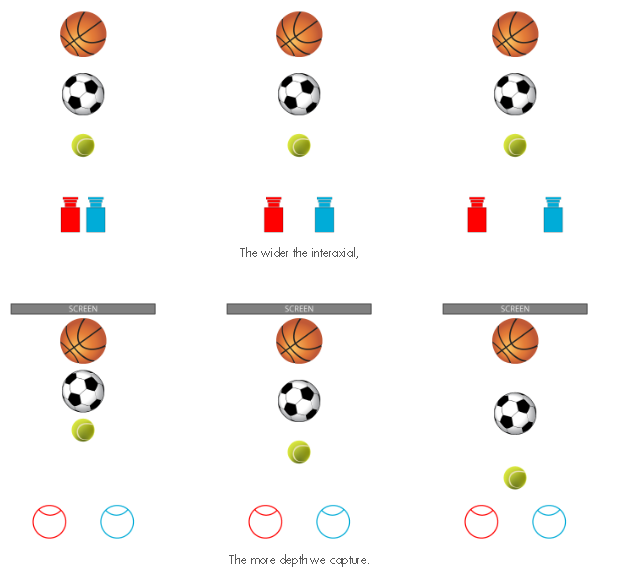 The wider the interaxial,
SCREEN SCREEN SCREEN
The more depth we capture.